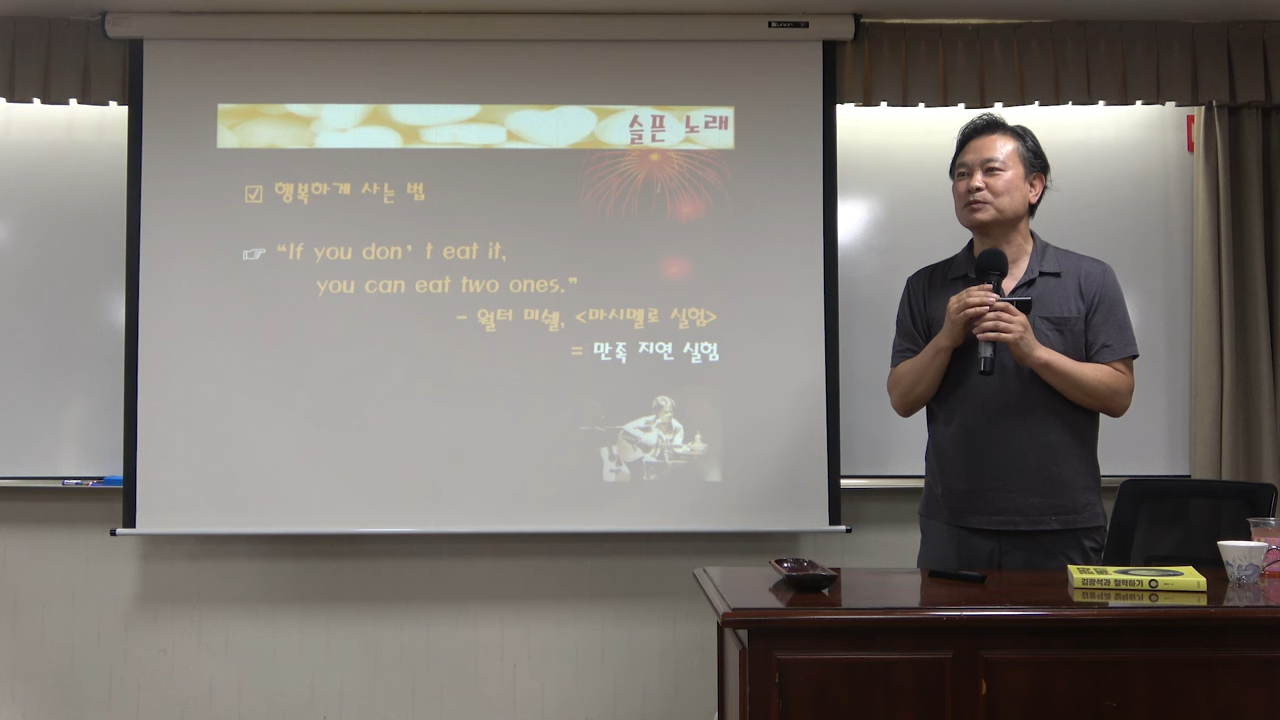 슬픈 노래
행복하게 사는 법
“If you don’ t eat it,
you can eat two ones.”
- 월터 미쉘, <마시멜로 실험>
= 만족 지연 실험
김광석과 철학하기